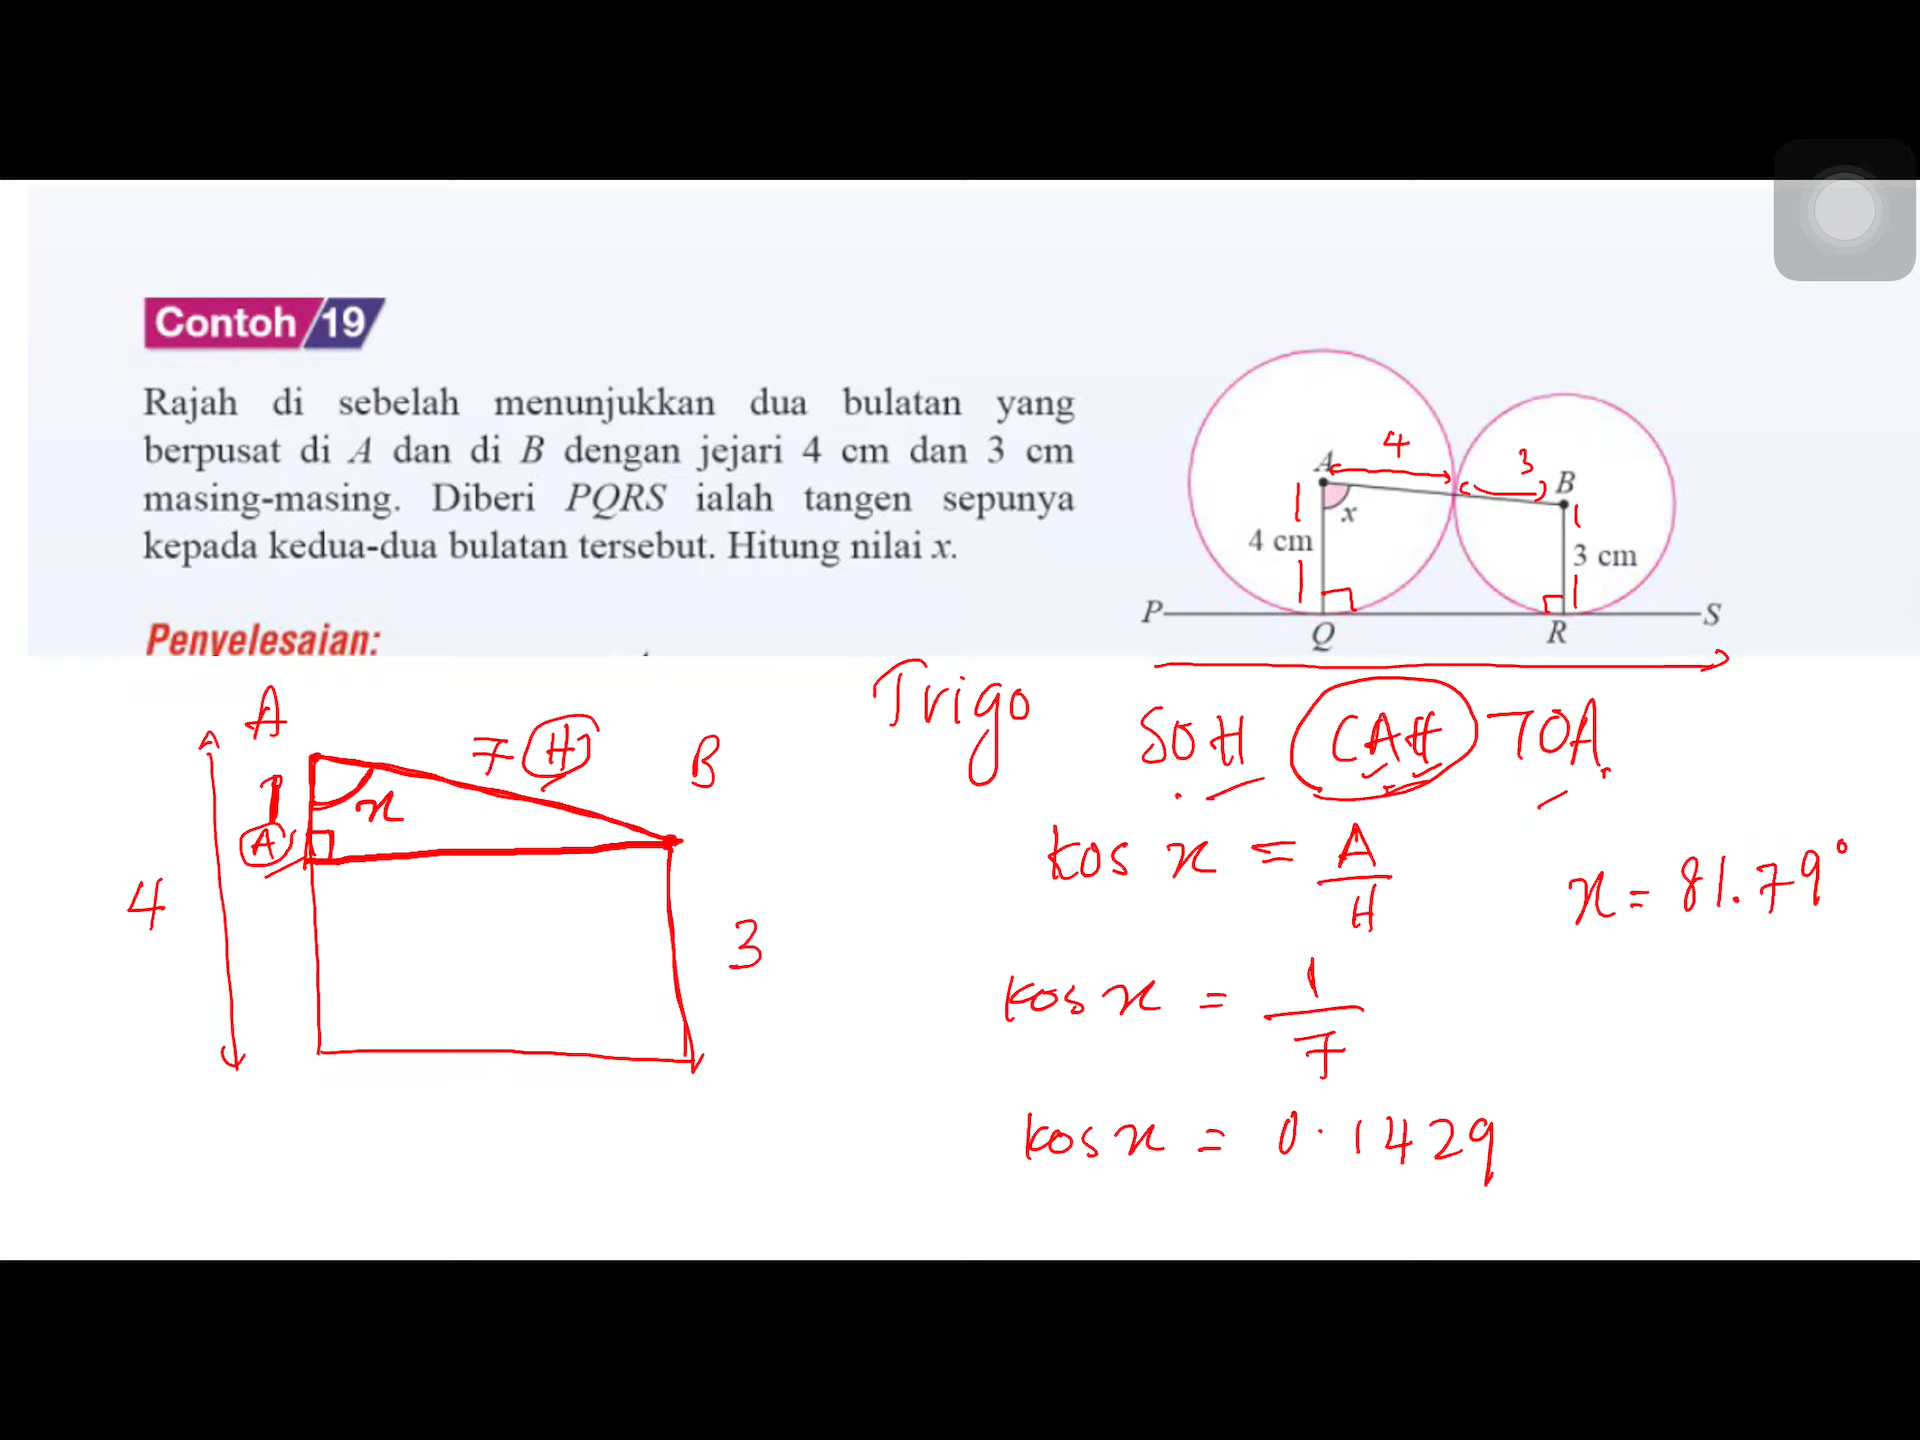 Contoh 19
Rajah di sebelah menunjukkan dua bulatan yang
berpusat di A dan di B dengan jejari 4 cm dan 3 cm
masing-masing. Diberi PQRS ialah tangen sepunya
kepada kedua-dua bulatan tersebut. Hitung nilai x.
Penyelesaian:
4
3
A
B
x
4 cm
3 cm
P
Q
R
S
A
7 (H)
B
1
x
A
4
3
Trigo
SOH CAH TOA
kos x = A/H
x = 81.79°
kos x = 1/7
kos x = 0.1429